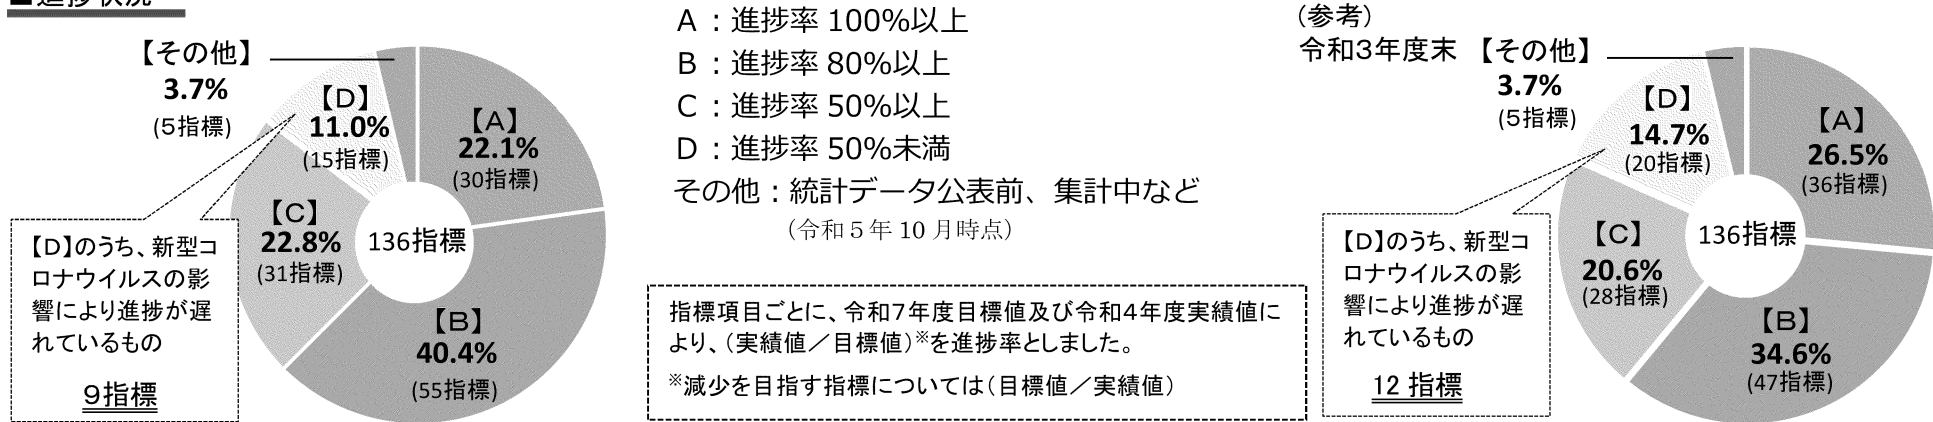 ■進捗状況
【その他】
3.7%
(5指標)
【D】
11.0%
(15指標)
【A】
22.1%
(30指標)
【C】
22.8%
(31指標)
136指標
【B】
40.4%
(55指標)
【D】のうち、新型コ
ロナウイルスの影
響により進捗が遅
れているもの
9指標
A：進捗率 100%以上
B：進捗率 80%以上
C：進捗率 50%以上
D：進捗率 50%未満
その他：統計データ公表前、集計中など
（令和５年 10 月時点）
指標項目ごとに、令和７年度目標値及び令和４年度実績値に
より、（実績値／目標値）※を進捗率としました。
※減少を目指す指標については（目標値／実績値）
（参考）
令和３年度末
【その他】
3.7%
(5指標)
【D】
14.7%
(20指標)
【A】
26.5%
(36指標)
【C】
20.6%
(28指標)
136指標
【B】
34.6%
(47指標)
【D】のうち、新型コ
ロナウイルスの影
響により進捗が遅
れているもの
12 指標